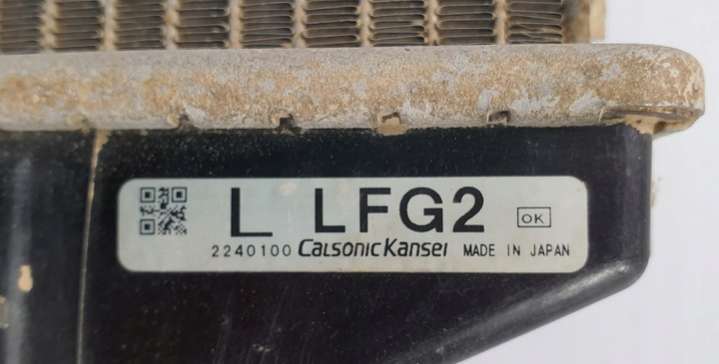 L LFG2 OK
2240100 CalsonicKansei MADE IN JAPAN